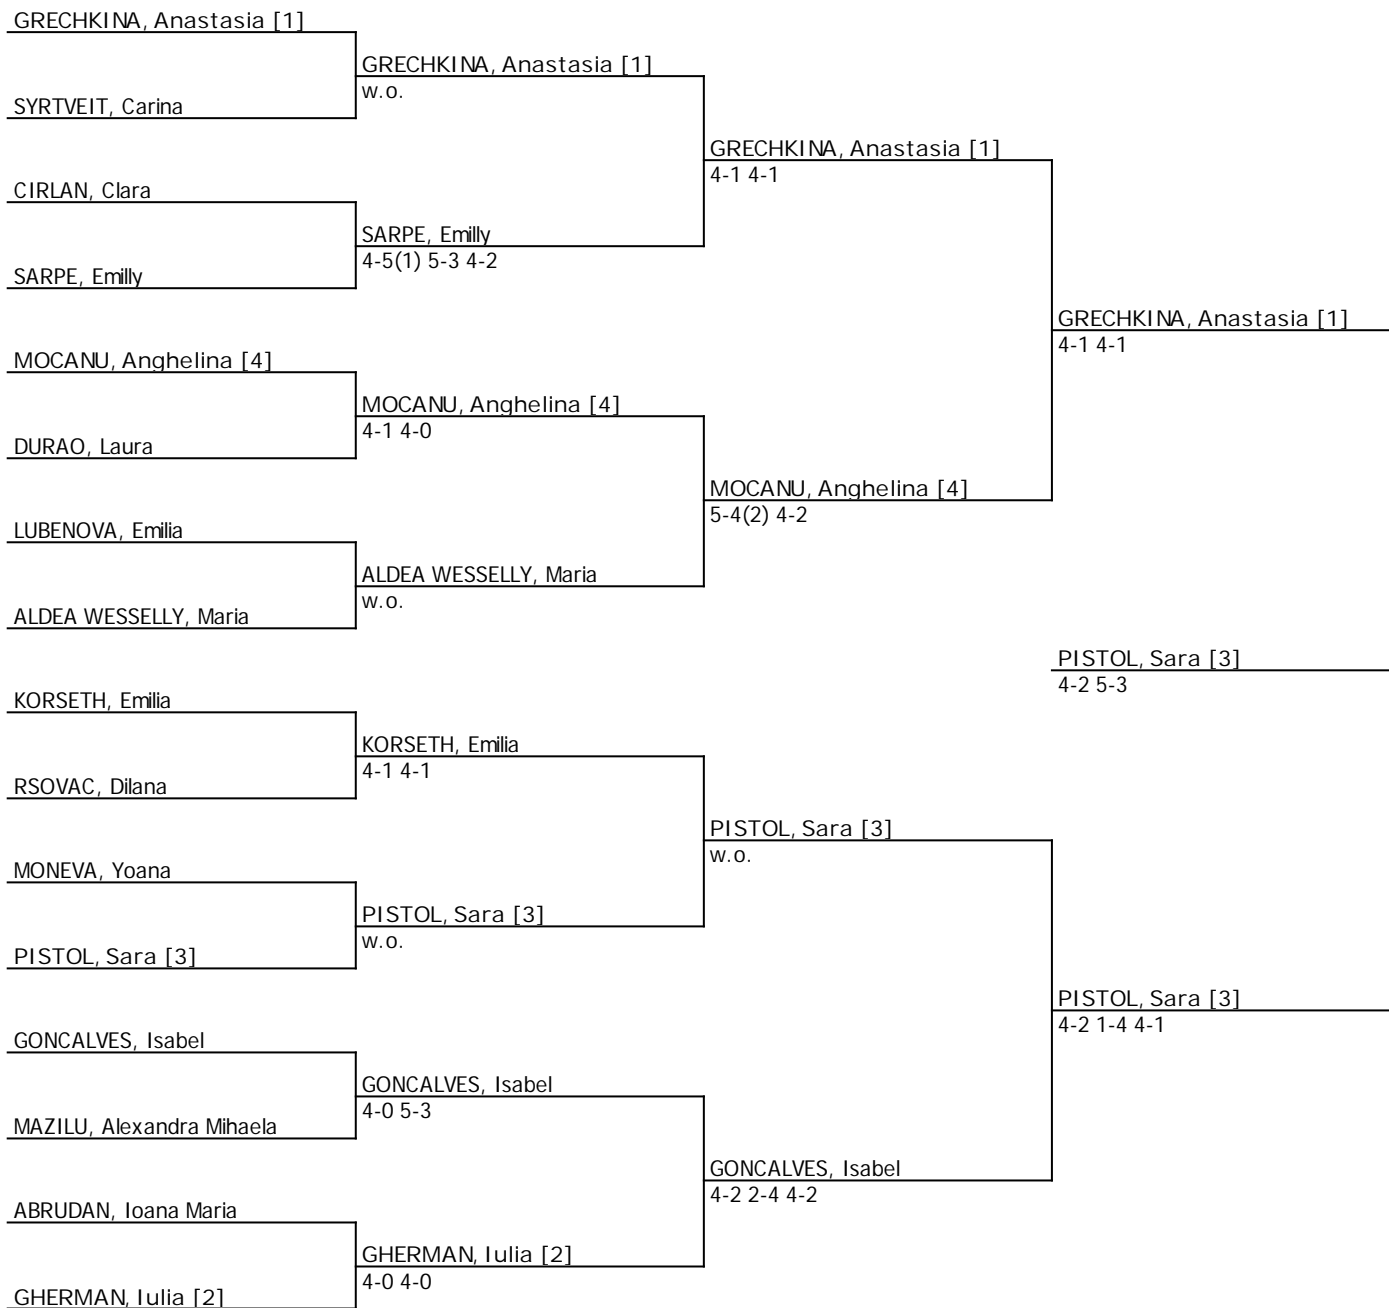 GRECHKINA, Anastasia [1]
GRECHKINA, Anastasia [1]
w.o.
SYRTVEIT, Carina
GRECHKINA, Anastasia [1]
4-1 4-1
CIRLAN, Clara
SARPE, Emilly
4-5(1) 5-3 4-2
SARPE, Emilly
GRECHKINA, Anastasia [1]
4-1 4-1
MOCANU, Anghelina [4]
MOCANU, Anghelina [4]
4-1 4-0
DURAO, Laura
MOCANU, Anghelina [4]
5-4(2) 4-2
LUBENOVA, Emilia
ALDEA WESSELLY, Maria
w.o.
ALDEA WESSELLY, Maria
PISTOL, Sara [3]
4-2 5-3
KORSETH, Emilia
KORSETH, Emilia
4-1 4-1
RSOVAC, Dilana
PISTOL, Sara [3]
w.o.
MONEVA, Yoana
PISTOL, Sara [3]
w.o.
PISTOL, Sara [3]
PISTOL, Sara [3]
4-2 1-4 4-1
GONCALVES, Isabel
GONCALVES, Isabel
4-0 5-3
MAZILU, Alexandra Mihaela
GONCALVES, Isabel
4-2 2-4 4-2
ABRUDAN, Ioana Maria
GHERMAN, Iulia [2]
4-0 4-0
GHERMAN, Iulia [2]